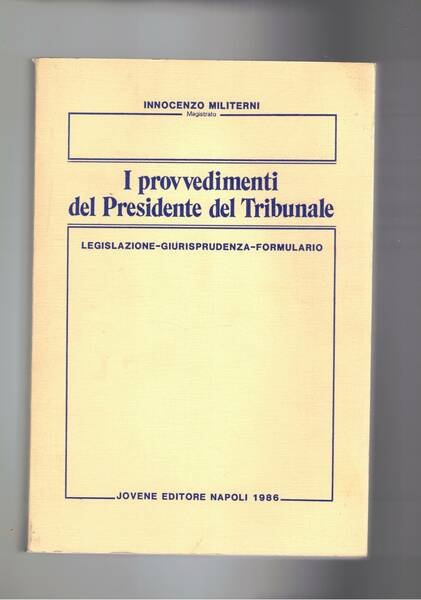 INNOCENZO MILITERNI
Magistrato
I provvedimenti
del Presidente del Tribunale
LEGISLAZIONE-GIURISPRUDENZA-FORMULARIO
JOVENE EDITORE NAPOLI 1986